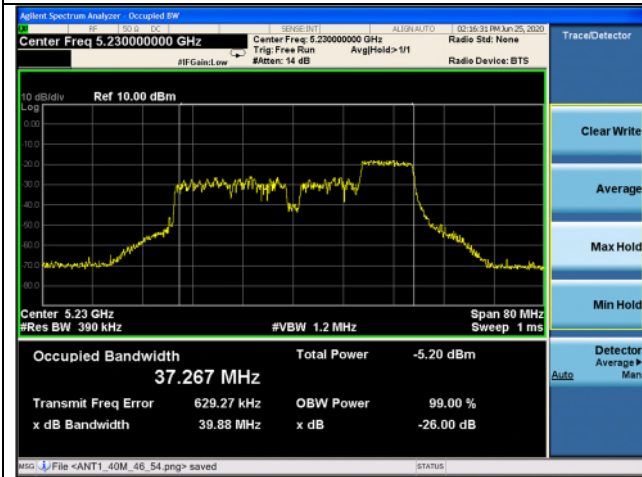 Agilent Spectrum Analyzer - Occupied BW
RF 50 Ω DC SENSE:INT ALIGN AUTO 02:16:31 PM Jun 25, 2020
Center Freq 5.230000000 GHz Center Freq: 5.230000000 GHz Radio Std: None Trace/Detector
Trig: Free Run Avg|Hold:>1/1
#IFGain:Low #Atten: 14 dB Radio Device: BTS
10 dB/div Ref 10.00 dBm
Log
0.00
-10.0
-20.0
-30.0
-40.0
-50.0
-60.0
-70.0
-80.0
Clear Write
Average
Max Hold
Min Hold
Center 5.23 GHz Span 80 MHz
#Res BW 390 kHz #VBW 1.2 MHz Sweep 1 ms
Occupied Bandwidth Total Power -5.20 dBm
37.267 MHz
Transmit Freq Error 629.27 kHz OBW Power 99.00 %
x dB Bandwidth 39.88 MHz x dB -26.00 dB
Detector
Average
Auto Man
MSG File <ANT1_40M_46_54.png> saved STATUS